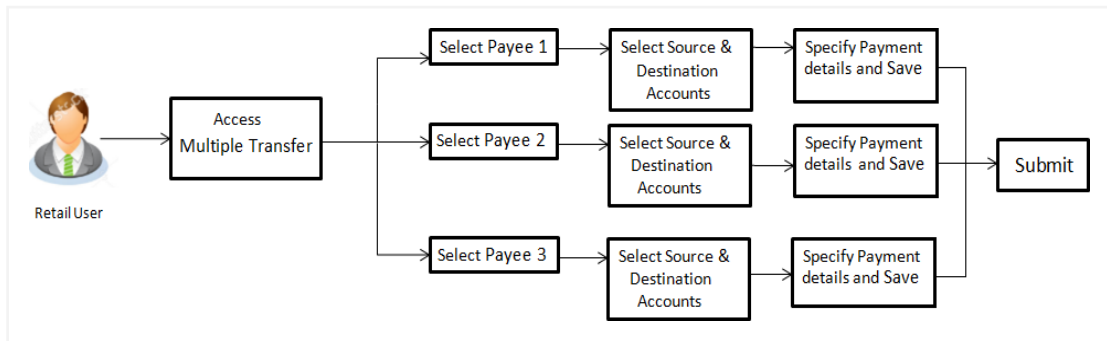 Retail User
Access
Multiple Transfer
Select Payee 1
Select Source &
Destination
Accounts
Specify Payment
details and Save
Select Payee 2
Select Source &
Destination
Accounts
Specify Payment
details and Save
Select Payee 3
Select Source &
Destination
Accounts
Specify Payment
details and Save
Submit